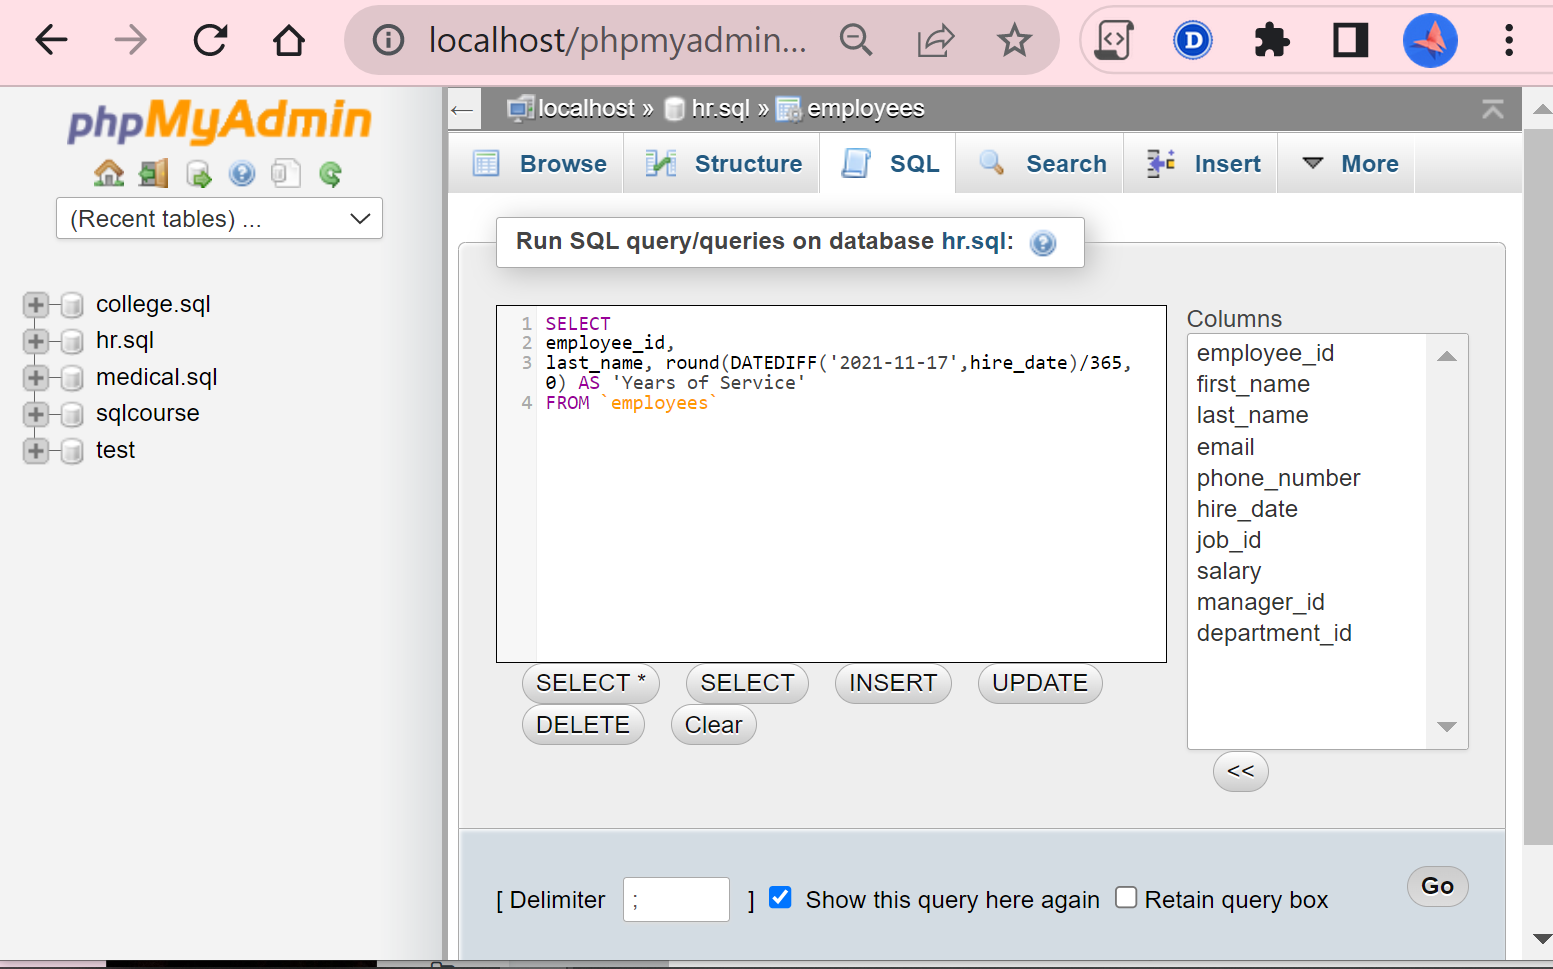 localhost/phpmyadmin...
phpMyAdmin
(Recent tables) ...
college.sql
hr.sql
medical.sql
sqlcourse
test
← localhost » hr.sql » employees
Browse Structure SQL Search Insert More
Run SQL query/queries on database hr.sql:
1 SELECT
2 employee_id,
3 last_name, round(DATEDIFF('2021-11-17',hire_date)/365,
0) AS 'Years of Service'
4 FROM `employees`
Columns
employee_id
first_name
last_name
email
phone_number
hire_date
job_id
salary
manager_id
department_id
SELECT * SELECT INSERT UPDATE
DELETE Clear
<<
[ Delimiter ; ] Show this query here again Retain query box
Go